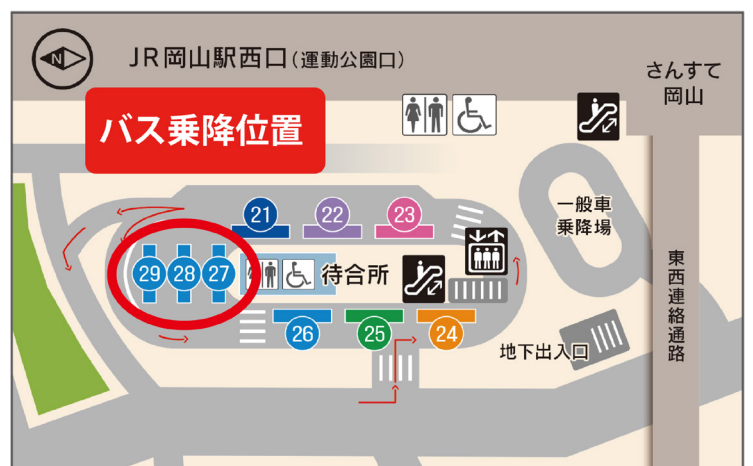 N
JR岡山駅西口(運動公園口)
さんすて
岡山
バス乗降位置
一般車
乗降場
21
22
23
29
28
27
待合所
26
25
24
地下出入口
東西連絡通路